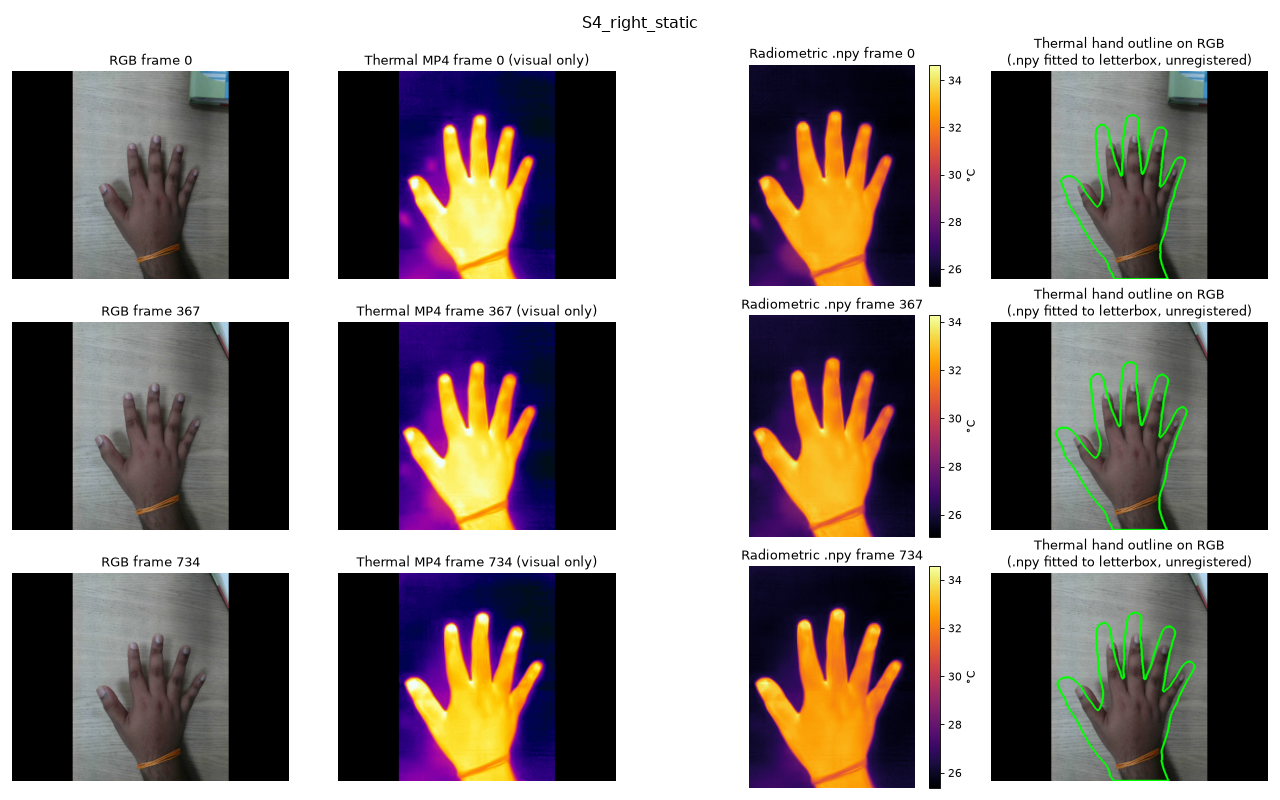 S4_right_static
RGB frame 0
Thermal MP4 frame 0 (visual only)
Radiometric .npy frame 0
Thermal hand outline on RGB
(.npy fitted to letterbox, unregistered)
34
32
30
28
26
°C
RGB frame 367
Thermal MP4 frame 367 (visual only)
Radiometric .npy frame 367
Thermal hand outline on RGB
(.npy fitted to letterbox, unregistered)
34
32
30
28
26
°C
RGB frame 734
Thermal MP4 frame 734 (visual only)
Radiometric .npy frame 734
Thermal hand outline on RGB
(.npy fitted to letterbox, unregistered)
34
32
30
28
26
°C